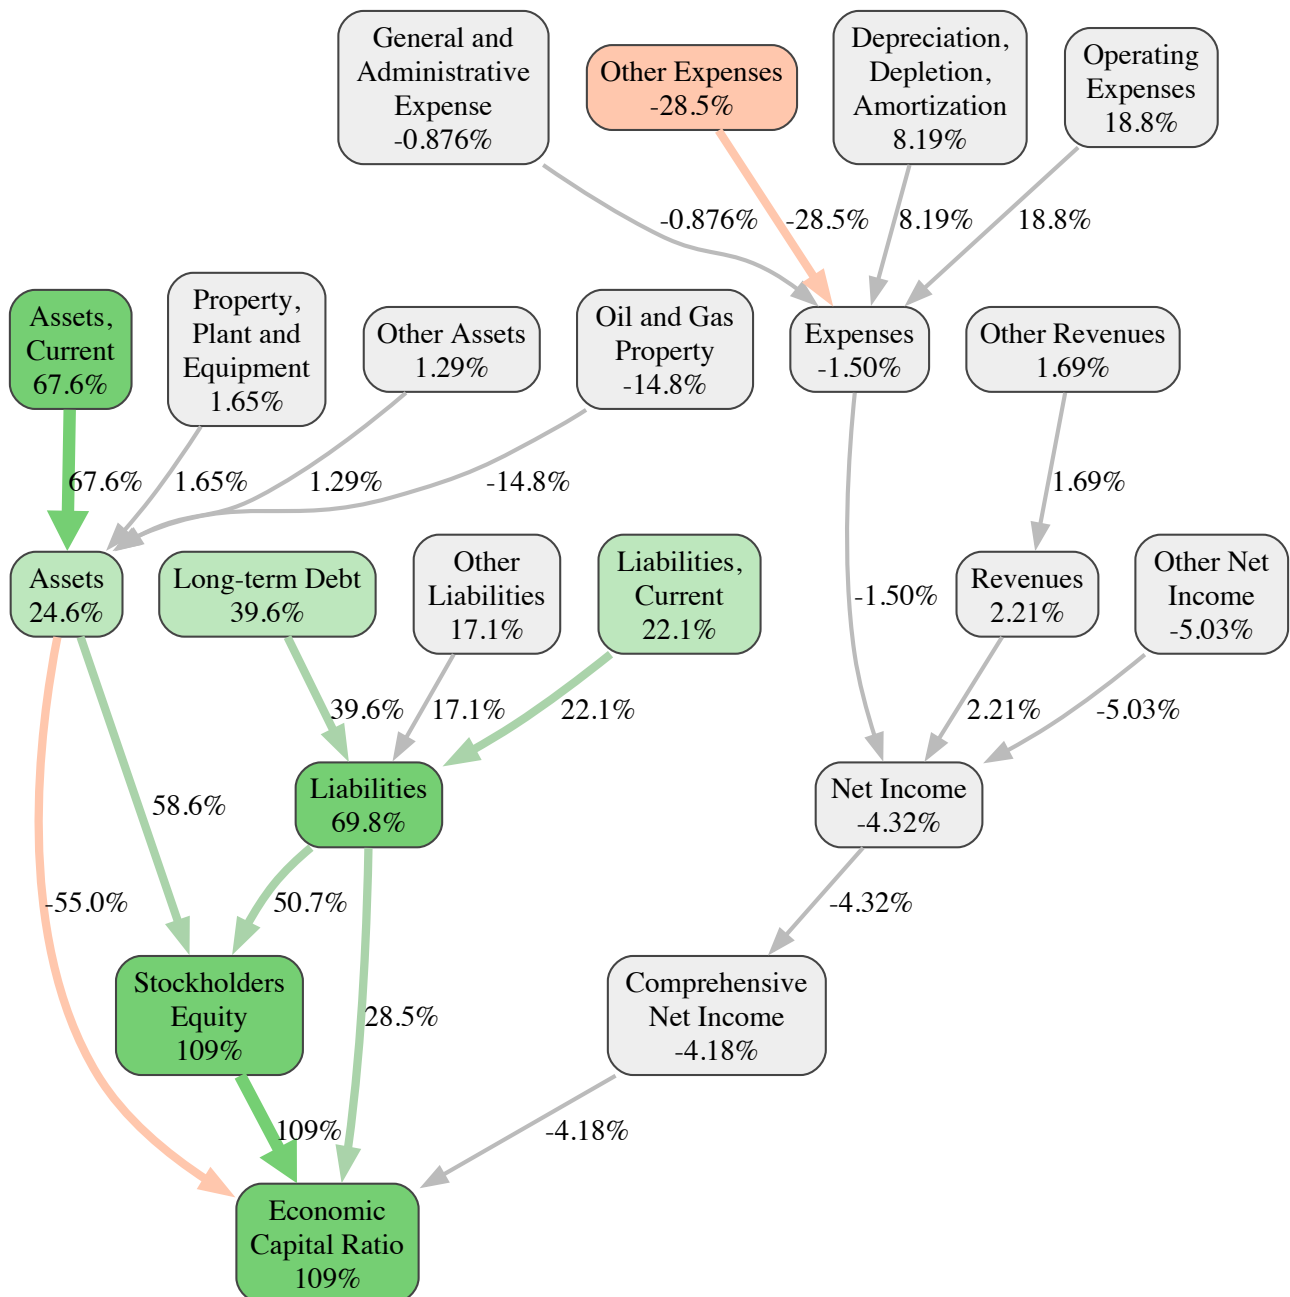 General and
Administrative
Expense
-0.876%
Other Expenses
-28.5%
Depreciation,
Depletion,
Amortization
8.19%
Operating
Expenses
18.8%
-0.876%
-28.5%
8.19%
18.8%
Assets,
Current
67.6%
Property,
Plant and
Equipment
1.65%
Other Assets
1.29%
Oil and Gas
Property
-14.8%
Expenses
-1.50%
Other Revenues
1.69%
67.6%
1.65%
1.29%
-14.8%
1.69%
Assets
24.6%
Long-term Debt
39.6%
Other
Liabilities
17.1%
Liabilities,
Current
22.1%
-1.50%
Revenues
2.21%
Other Net
Income
-5.03%
39.6%
17.1%
22.1%
2.21%
-5.03%
58.6%
Liabilities
69.8%
Net Income
-4.32%
-55.0%
50.7%
-4.32%
Stockholders
Equity
109%
28.5%
Comprehensive
Net Income
-4.18%
109%
-4.18%
Economic
Capital Ratio
109%